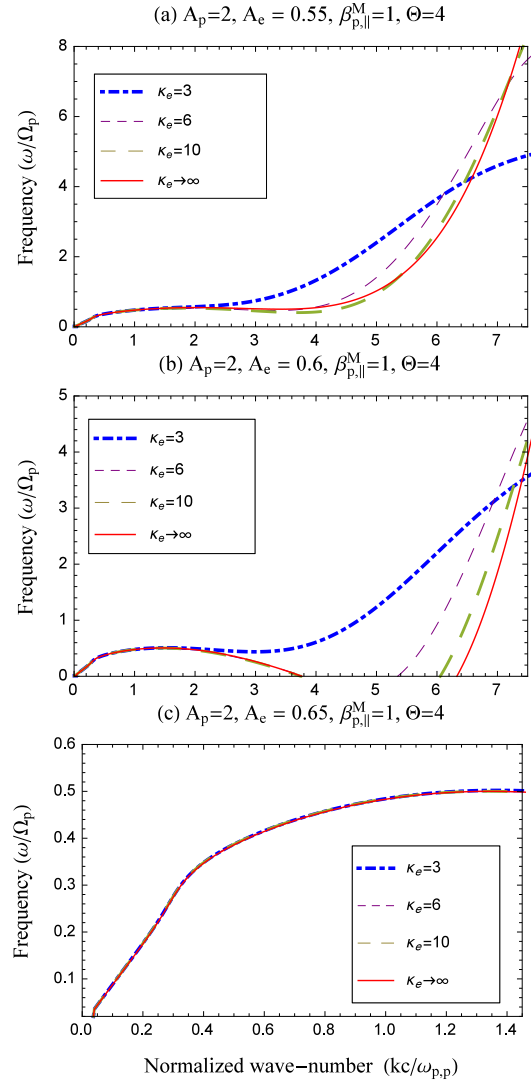 (a) A_p=2, A_e = 0.55, β^M_{p,∥}=1, Θ=4
8
6
4
2
0
Frequency (ω/Ω_p)
κ_e=3
κ_e=6
κ_e=10
κ_e→∞
0 1 2 3 4 5 6 7
(b) A_p=2, A_e = 0.6, β^M_{p,∥}=1, Θ=4
5
4
3
2
1
0
Frequency (ω/Ω_p)
κ_e=3
κ_e=6
κ_e=10
κ_e→∞
0 1 2 3 4 5 6 7
(c) A_p=2, A_e = 0.65, β^M_{p,∥}=1, Θ=4
0.6
0.5
0.4
0.3
0.2
0.1
Frequency (ω/Ω_p)
κ_e=3
κ_e=6
κ_e=10
κ_e→∞
0.0 0.2 0.4 0.6 0.8 1.0 1.2 1.4
Normalized wave−number (kc/ω_{p,p})